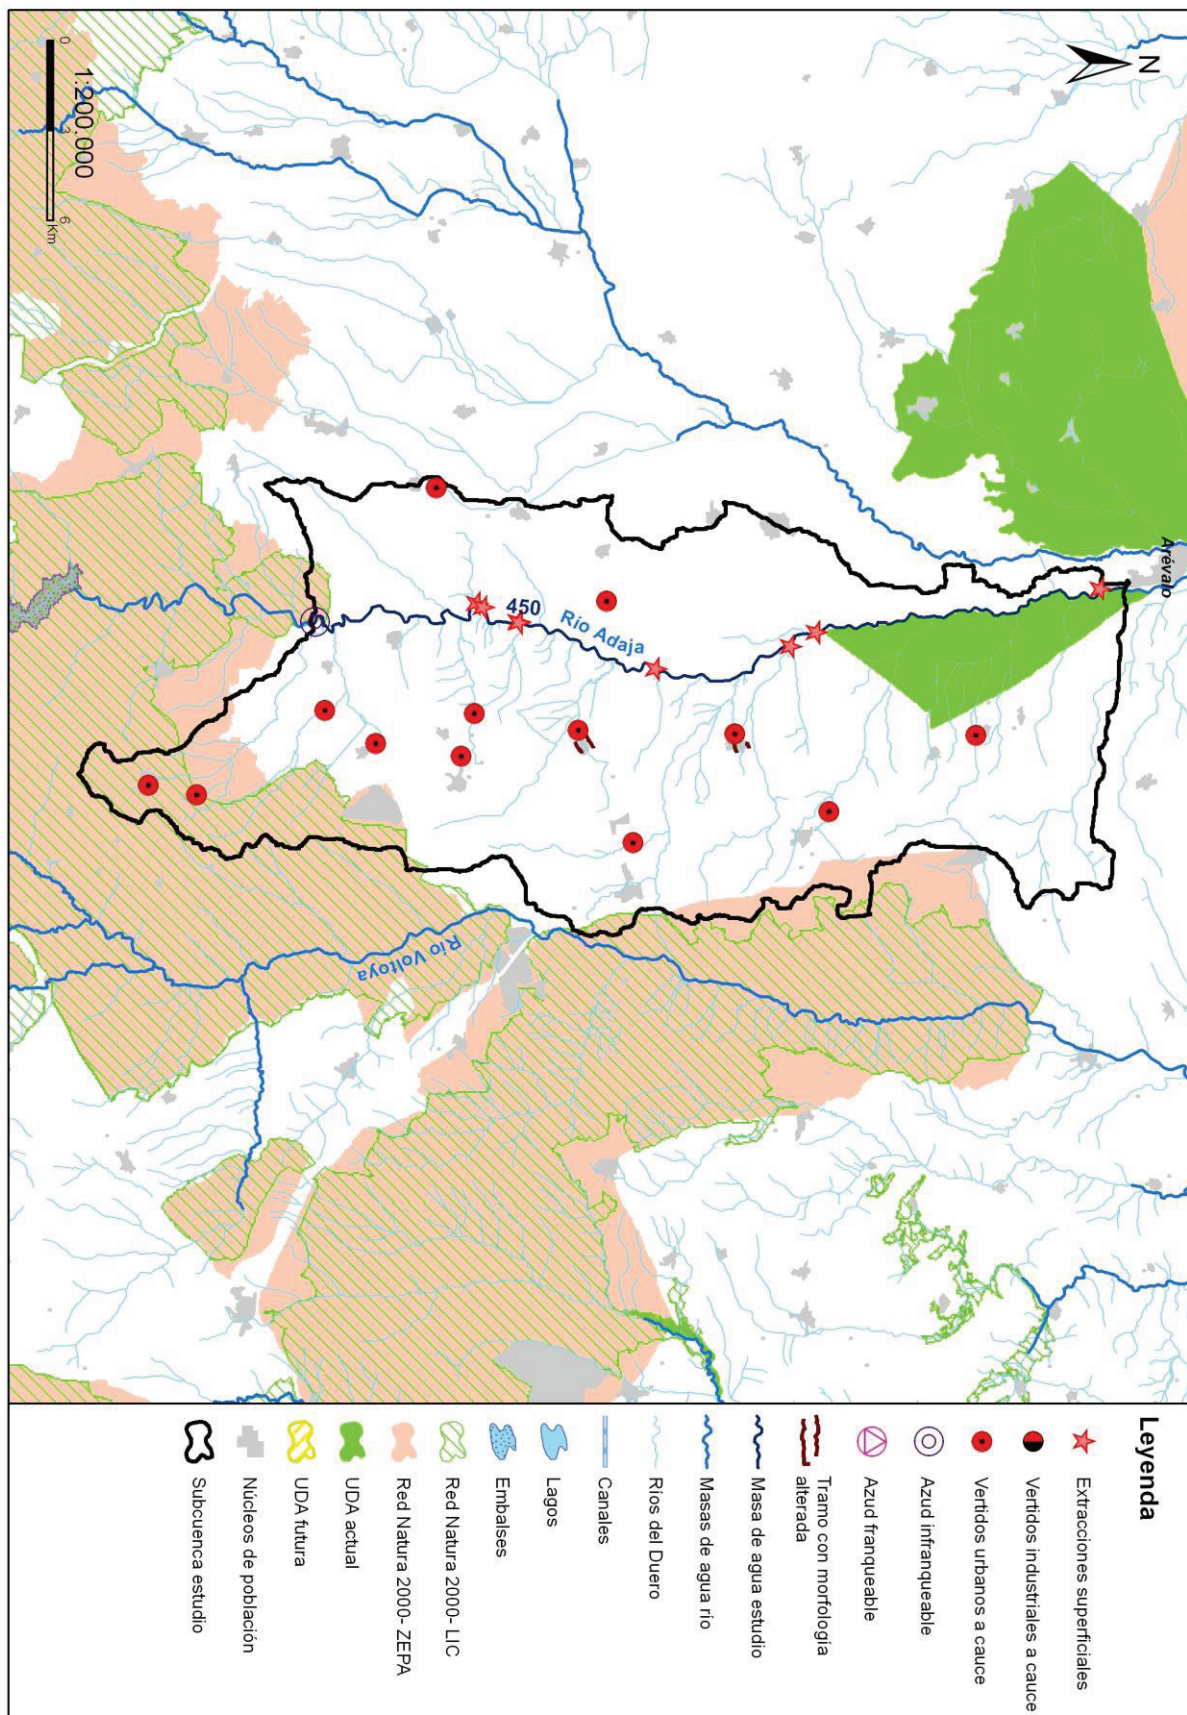 N
Arévalo
450
Río Adaja
Río Voltoya
1:200.000
0 3 6
Km
Leyenda
Extracciones superficiales
Vertidos industriales a cauce
Vertidos urbanos a cauce
Azud infranqueable
Azud franqueable
Tramo con morfología
alterada
Masa de agua estudio
Masas de agua río
Ríos del Duero
Canales
Lagos
Embalses
Red Natura 2000- LIC
Red Natura 2000- ZEPA
UDA actual
UDA futura
Núcleos de población
Subcuenca estudio